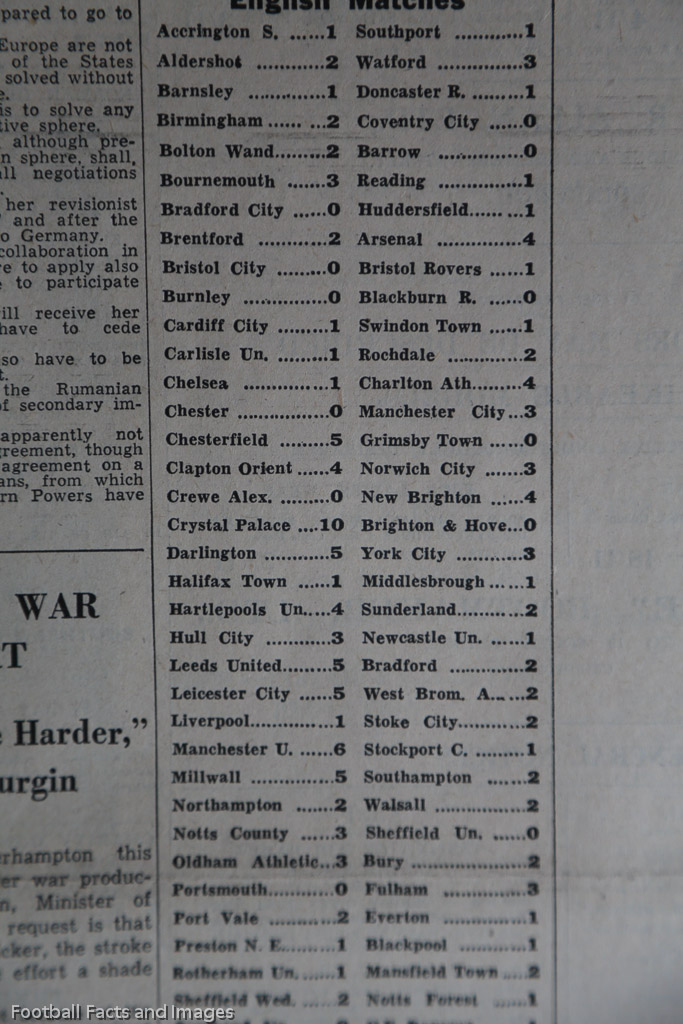 pared to go to
Europe are not
of the States
solved without
e.
is to solve any
tive sphere.
although pre-
n sphere, shall,
all negotiations
her revisionist
and after the
o Germany.
collaboration in
re to apply also
to participate
ill receive her
have to cede
so have to be
t.
the Rumanian
of secondary im-
apparently not
greement, though
agreement on a
ans, from which
rn Powers have
WAR
T
Harder,"
urgin
rhampton this
er war produc-
n, Minister of
request is that
cker, the stroke
effort a shade
English Matches
Accrington S. ......1 Southport ............1
Aldershot ............2 Watford ............3
Barnsley .............1 Doncaster R. .........1
Birmingham ...... ...2 Coventry City ......0
Bolton Wand.........2 Barrow ...............0
Bournemouth .......3 Reading ...............1
Bradford City ......0 Huddersfield...... ...1
Brentford ............2 Arsenal ...............4
Bristol City .........0 Bristol Rovers ......1
Burnley ...............0 Blackburn R. ......0
Cardiff City .........1 Swindon Town ......1
Carlisle Un. .........1 Rochdale ............2
Chelsea ...............1 Charlton Ath.........4
Chester ...............0 Manchester City...3
Chesterfield .........5 Grimsby Town ......0
Clapton Orient ......4 Norwich City ......3
Crewe Alex. .........0 New Brighton ......4
Crystal Palace ....10 Brighton & Hove...0
Darlington ............5 York City ............3
Halifax Town ......1 Middlesbrough ......1
Hartlepools Un.....4 Sunderland............2
Hull City ............3 Newcastle Un. ......1
Leeds United.........5 Bradford ............2
Leicester City ......5 West Brom. A......2
Liverpool...............1 Stoke City............2
Manchester U. ......6 Stockport C. .........1
Millwall ...............5 Southampton .......2
Northampton .......2 Walsall ...............2
Notts County ......3 Sheffield Un. ......0
Oldham Athletic...3 Bury ..................2
Portsmouth............0 Fulham ...............3
Port Vale ............2 Everton ...............1
Preston N. E.........1 Blackpool ............1
Rotherham Un. ......1 Mansfield Town ....2
Sheffield Wed. ......2 Notts Forest ......1
Football Facts and Images